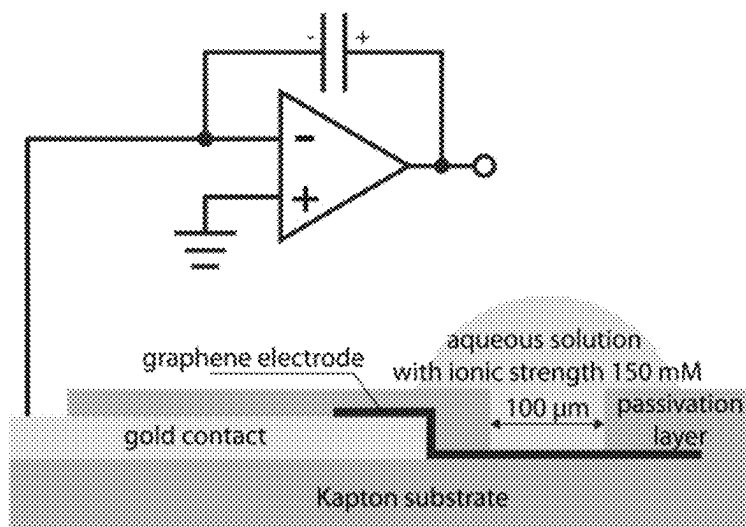 - +
-
+
aqueous solution
graphene electrode
with ionic strength 150 mM
100 µm
passivation
gold contact
layer
Kapton substrate